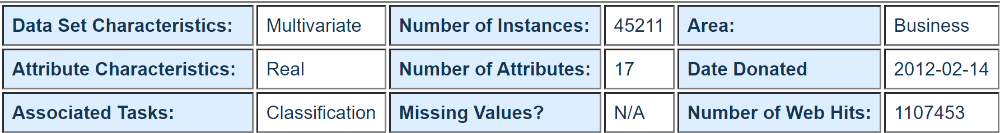 Data Set Characteristics: Multivariate Number of Instances: 45211 Area: Business
Attribute Characteristics: Real Number of Attributes: 17 Date Donated 2012-02-14
Associated Tasks: Classification Missing Values? N/A Number of Web Hits: 1107453